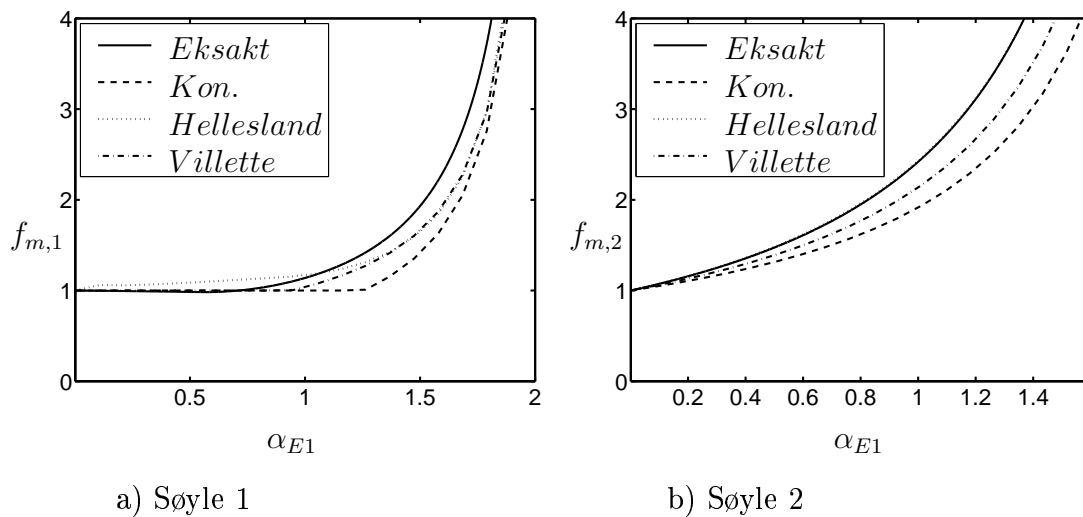 4
3
2
1
0
f_{m,1}
Eksakt
Kon.
Hellesland
Villette
0.5
1
1.5
2
α_{E1}
a) Søyle 1
4
3
2
1
0
f_{m,2}
Eksakt
Kon.
Hellesland
Villette
0.2
0.4
0.6
0.8
1
1.2
1.4
α_{E1}
b) Søyle 2